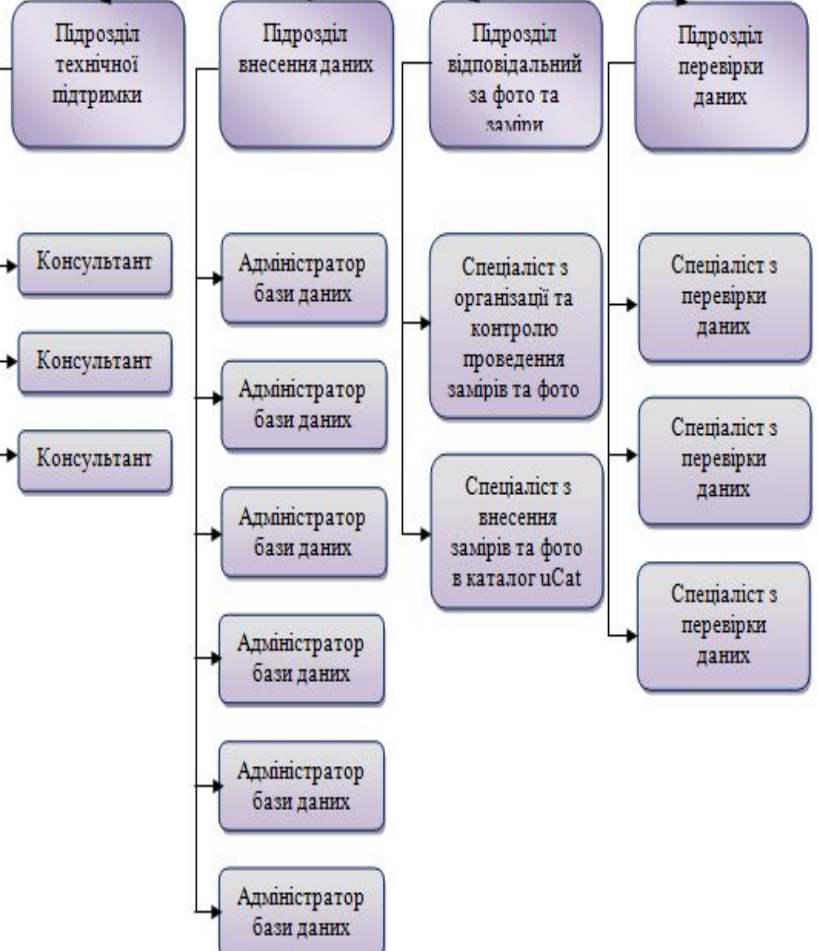 Підрозділ
технічної
підтримки
Консультант
Консультант
Консультант
Підрозділ
внесення даних
Адміністратор
бази даних
Адміністратор
бази даних
Адміністратор
бази даних
Адміністратор
бази даних
Адміністратор
бази даних
Адміністратор
бази даних
Підрозділ
відповідальний
за фото та
заміри
Спеціаліст з
організації та
контролю
проведення
замірів та фото
Спеціаліст з
внесення
замірів та фото
в каталог uCat
Підрозділ
перевірки
даних
Спеціаліст з
перевірки
даних
Спеціаліст з
перевірки
даних
Спеціаліст з
перевірки
даних